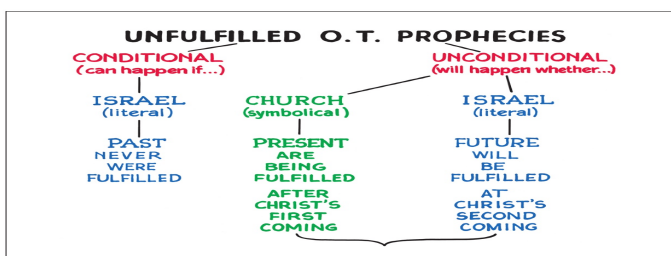 UNFULFILLED O.T. PROPHECIES
CONDITIONAL
(can happen if...)
UNCONDITIONAL
(will happen whether...)
ISRAEL
(literal)
CHURCH
(symbolical)
ISRAEL
(literal)
PAST
NEVER
WERE
FULFILLED
PRESENT
ARE
BEING
FULFILLED
AFTER
CHRIST'S
FIRST
COMING
FUTURE
WILL
BE
FULFILLED
AT
CHRIST'S
SECOND
COMING